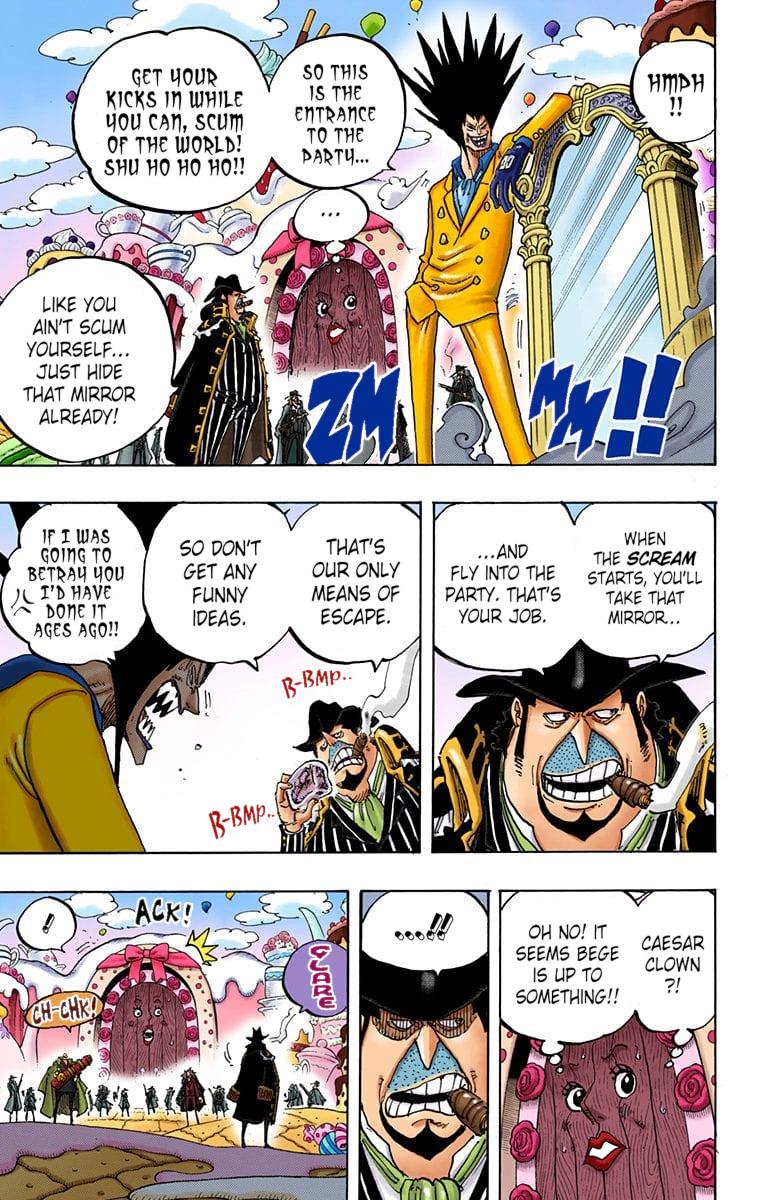 HMPH
!!
SO THIS
IS THE
ENTRANCE
TO THE
PARTY...
GET YOUR
KICKS IN WHILE
YOU CAN, SCUM
OF THE WORLD!
SHU HO HO HO!!
...
LIKE YOU
AIN'T SCUM
YOURSELF...
JUST HIDE
THAT MIRROR
ALREADY!
ZM
MM!!
WHEN
THE SCREAM
STARTS, YOU'LL
TAKE THAT
MIRROR...
...AND
FLY INTO THE
PARTY. THAT'S
YOUR JOB.
THAT'S
OUR ONLY
MEANS OF
ESCAPE.
SO DON'T
GET ANY
FUNNY
IDEAS.
B-BMP..
B-BMP..
IF I WAS
GOING TO
BETRAY YOU
I'D HAVE
DONE IT
AGES AGO!!
CAESAR
CLOWN
?!
OH NO! IT
SEEMS BEGE
IS UP TO
SOMETHING!!
...!!
GLARE
ACK!
!
CH-CHK!